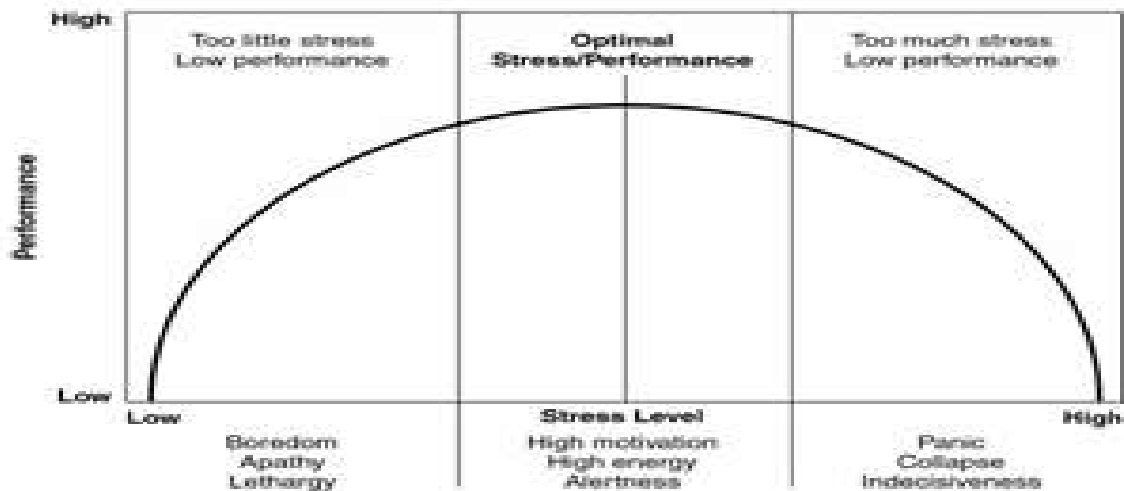 High
Too little stress
Low performance
Optimal
Stress/Performance
Too much stress
Low performance
Performance
Low
Low
Stress Level
High
Boredom
Apathy
Lethargy
High motivation
High energy
Alertness
Panic
Collapse
Indecisiveness